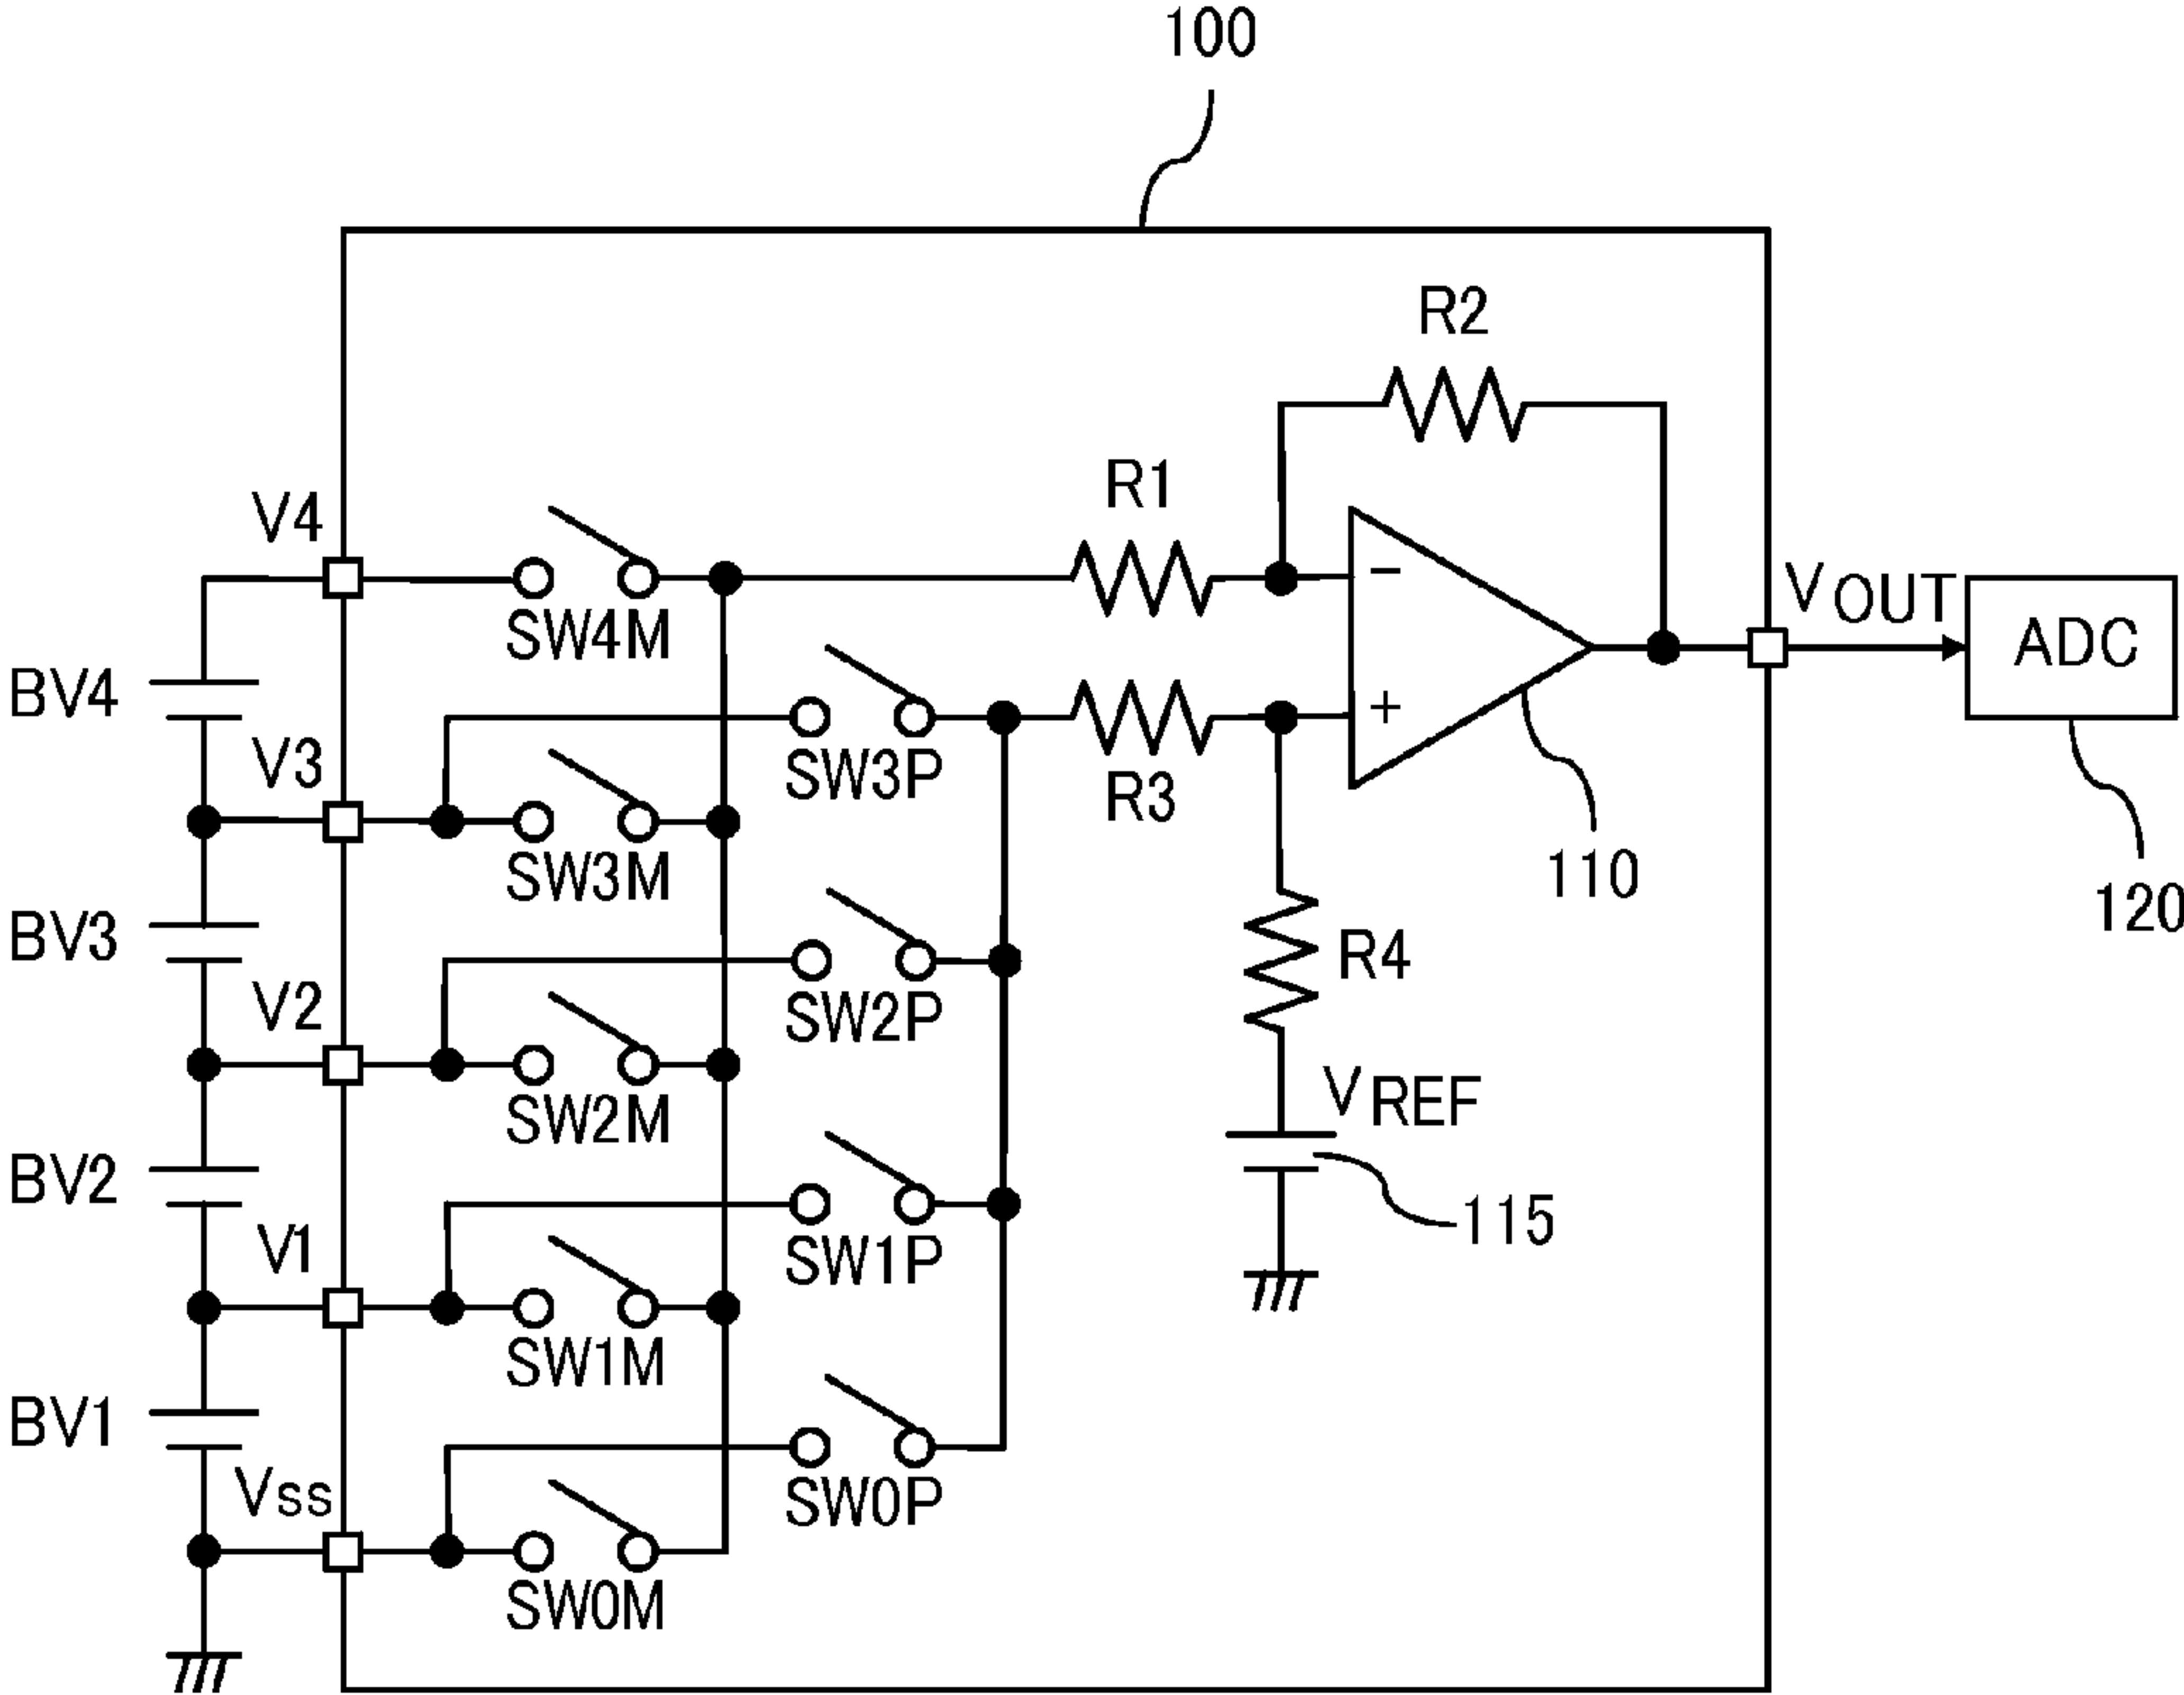 100
R2
R1
V4
SW4M
−
VOUT
ADC
BV4
+
V3
SW3P
R3
SW3M
110
120
BV3
R4
V2
SW2P
SW2M
VREF
BV2
115
V1
SW1P
SW1M
BV1
Vss
SW0P
SW0M